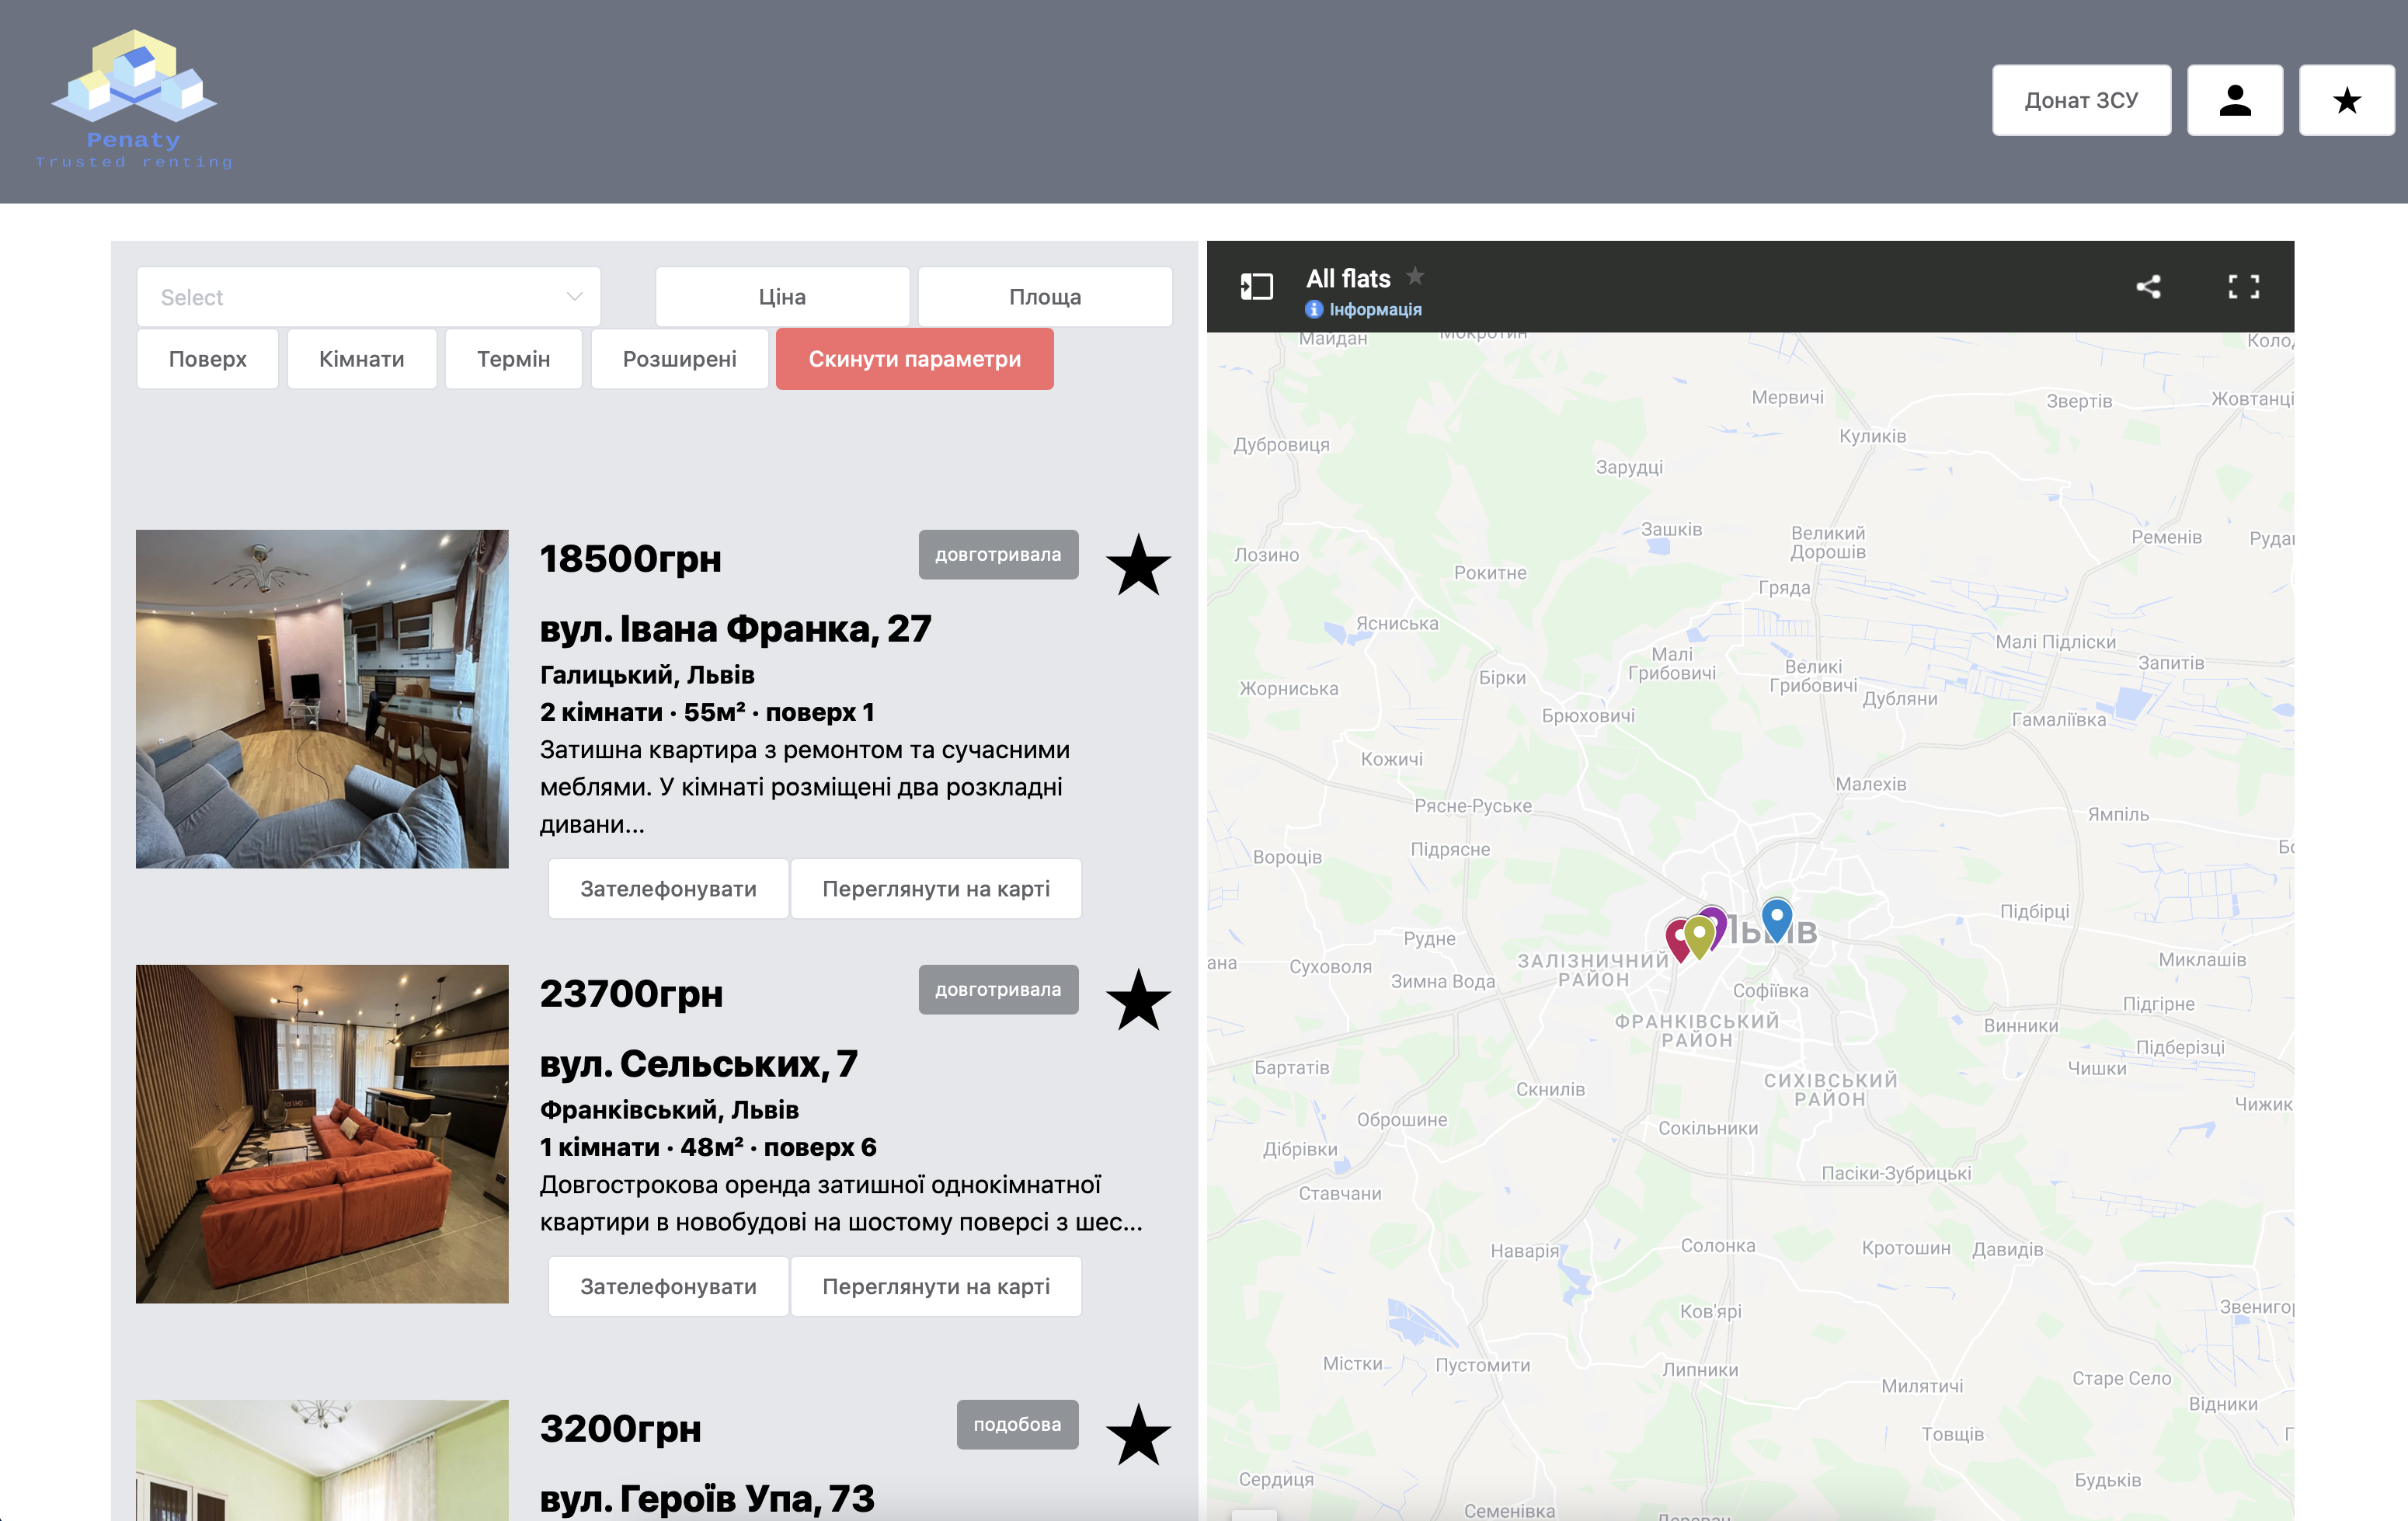 Penaty
Trusted renting
Донат ЗСУ
Select
Ціна
Площа
Поверх
Кімнати
Термін
Розширені
Скинути параметри
18500грн
довготривала
вул. Івана Франка, 27
Галицький, Львів
2 кімнати · 55м² · поверх 1
Затишна квартира з ремонтом та сучасними
меблями. У кімнаті розміщені два розкладні
дивани...
Зателефонувати
Переглянути на карті
23700грн
довготривала
вул. Сельських, 7
Франківський, Львів
1 кімнати · 48м² · поверх 6
Довгострокова оренда затишної однокімнатної
квартири в новобудові на шостому поверсі з шес...
Зателефонувати
Переглянути на карті
3200грн
подобова
вул. Героїв Упа, 73
All flats
Інформація
Майдан
Мокротин
Мервичі
Звертів
Жовтанці
Куликів
Дубровиця
Зарудці
Зашків
Великий
Дорошів
Ременів
Лозино
Рокитне
Гряда
Ясниська
Малі Підліски
Малі
Грибовичі
Великі
Грибовичі
Запитів
Бірки
Жорниська
Дубляни
Брюховичі
Гамаліївка
Кожичі
Малехів
Рясне-Руське
Ямпіль
Підрясне
Вороців
Підбірці
Львів
Рудне
ЗАЛІЗНИЧНИЙ
РАЙОН
Миклашів
Суховоля
Зимна Вода
Софіївка
Підгірне
ФРАНКІВСЬКИЙ
РАЙОН
Винники
Підберізці
Бартатів
Чишки
СИХІВСЬКИЙ
РАЙОН
Скнилів
Чижик
Оброшине
Сокільники
Дібрівки
Пасіки-Зубрицькі
Ставчани
Наварія
Солонка
Кротошин
Давидів
Звенигор
Ков'ярі
Містки
Пустомити
Липники
Старе Село
Милятичі
Відники
Товщів
Сердиця
Будьків
Семенівка